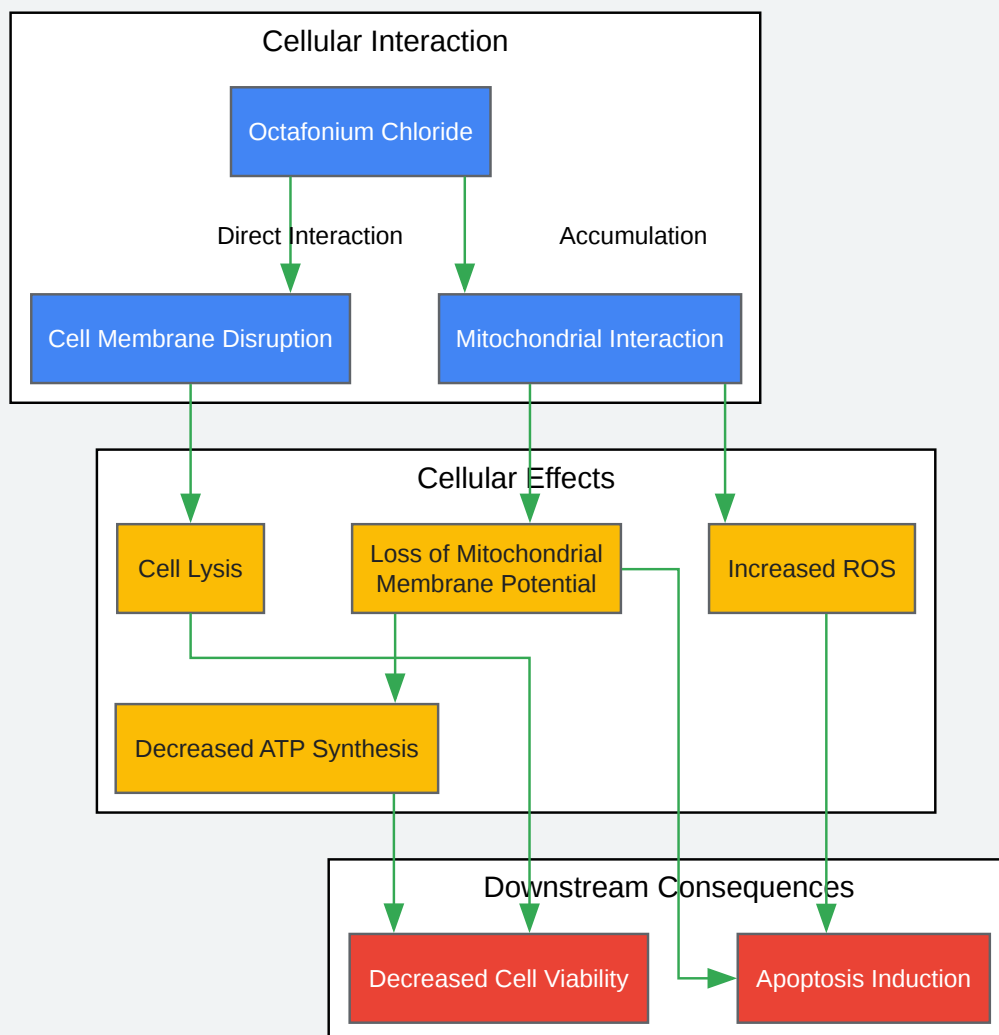 Cellular Interaction
Octafonium Chloride
Direct Interaction
Accumulation
Cell Membrane Disruption
Mitochondrial Interaction
Cellular Effects
Cell Lysis
Loss of Mitochondrial
Membrane Potential
Increased ROS
Decreased ATP Synthesis
Downstream Consequences
Decreased Cell Viability
Apoptosis Induction